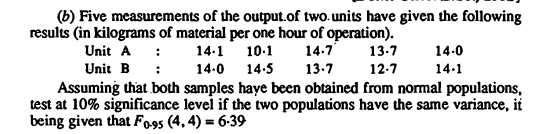 (b) Five measurements of the output.of two.units have given the following
results (in kilograms of material per one hour of operation).
Unit A : 14·1 10·1 14·7 13·7 14·0
Unit B : 14·0 14·5 13·7 12·7 14·1
Assuming that both samples have been obtained from normal populations,
test at 10% significance level if the two populations have the same variance, it
being given that F0·95 (4, 4) = 6·39